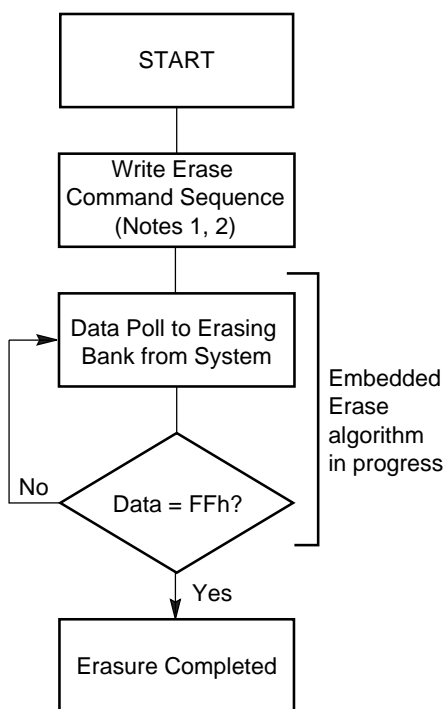 START
Write Erase
Command Sequence
(Notes 1, 2)
Data Poll to Erasing
Bank from System
Embedded
Erase
algorithm
in progress
No
Data = FFh?
Yes
Erasure Completed